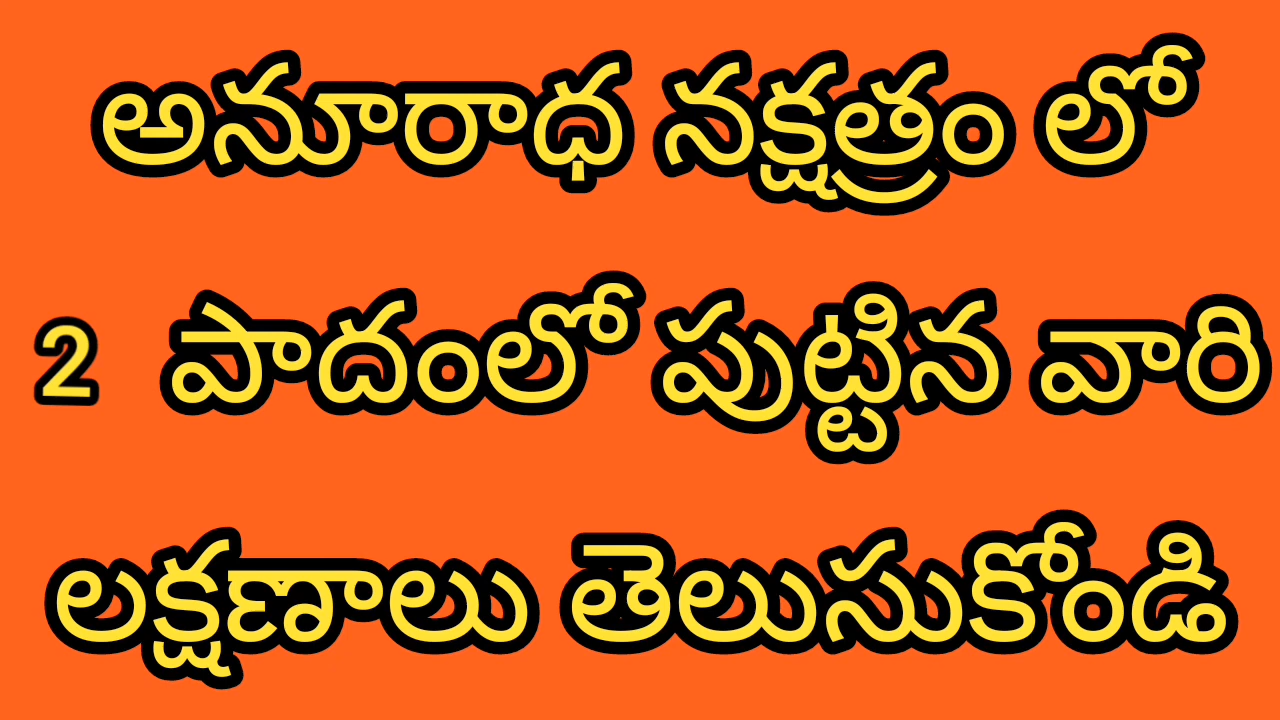 అనూరాధ నక్షత్రం లో
2 పాదంలో పుట్టిన వారి
లక్షణాలు తెలుసుకోండి